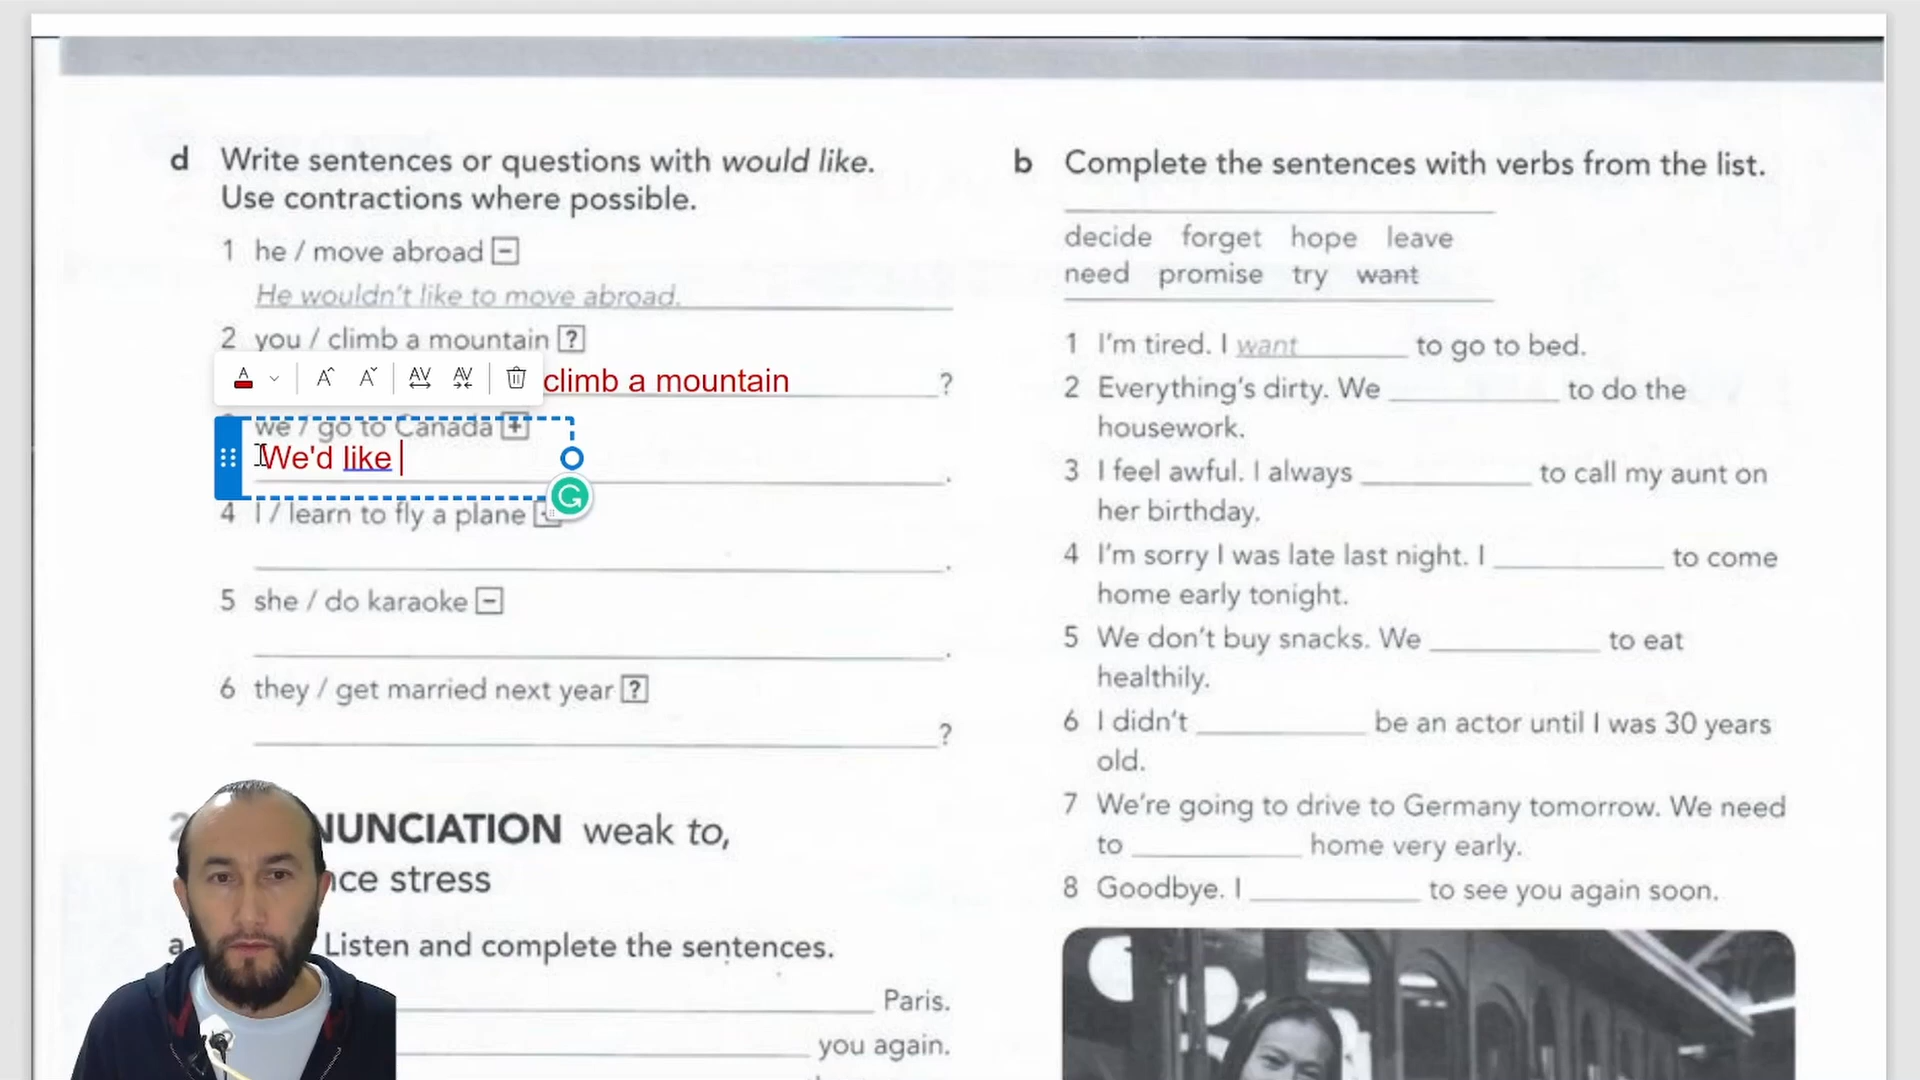 d Write sentences or questions with would like.
Use contractions where possible.
1 he / move abroad −
He wouldn't like to move abroad.
2 you / climb a mountain ?
climb a mountain ?
we / go to Canada +
We'd like
.
4 I / learn to fly a plane
.
5 she / do karaoke −
.
6 they / get married next year ?
?
NUNCIATION weak to,
nce stress
a Listen and complete the sentences.
Paris.
you again.
b Complete the sentences with verbs from the list.
decide forget hope leave
need promise try want
1 I'm tired. I want to go to bed.
2 Everything's dirty. We ___ to do the
housework.
3 I feel awful. I always ___ to call my aunt on
her birthday.
4 I'm sorry I was late last night. I ___ to come
home early tonight.
5 We don't buy snacks. We ___ to eat
healthily.
6 I didn't ___ be an actor until I was 30 years
old.
7 We're going to drive to Germany tomorrow. We need
to ___ home very early.
8 Goodbye. I ___ to see you again soon.